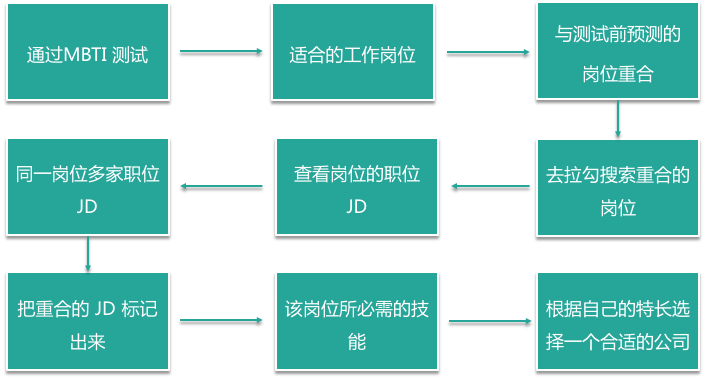 通过MBTI 测试
适合的工作岗位
与测试前预测的
岗位重合
去拉勾搜索重合的
岗位
查看岗位的职位
JD
同一岗位多家职位
JD
把重合的 JD 标记
出来
该岗位所必需的技
能
根据自己的特长选
择一个合适的公司